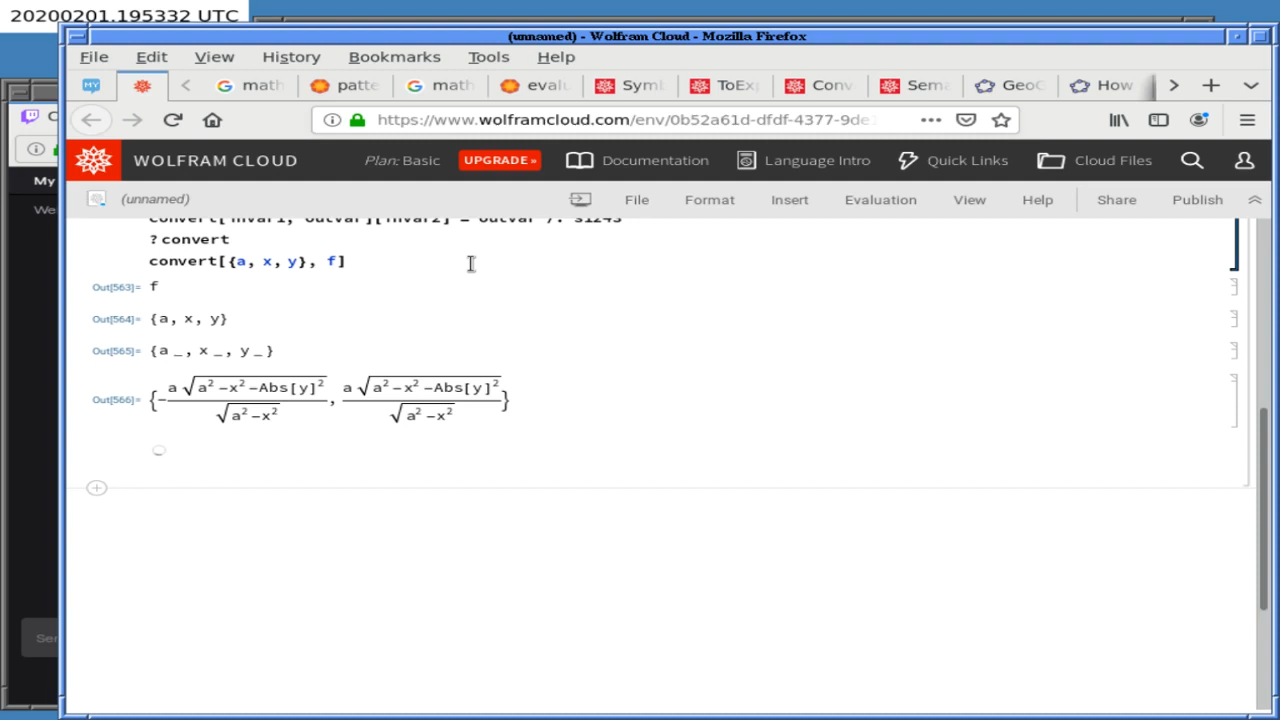 20200201.195332 UTC
(unnamed) - Wolfram Cloud - Mozilla Firefox
File Edit View History Bookmarks Tools Help
MY math patte math evalu Symb ToExp Conv Sema GeoG How
https://www.wolframcloud.com/env/0b52a61d-dfdf-4377-9de
WOLFRAM CLOUD Plan: Basic UPGRADE » Documentation Language Intro Quick Links Cloud Files
My
(unnamed) File Format Insert Evaluation View Help Share Publish
We
? convert
convert[{a, x, y}, f]
Out[563]= f
Out[564]= {a, x, y}
Out[565]= {a _, x _, y _}
Out[566]= {-a √(a² - x² - Abs[y]²) / √(a² - x²), a √(a² - x² - Abs[y]²) / √(a² - x²)}
Ser